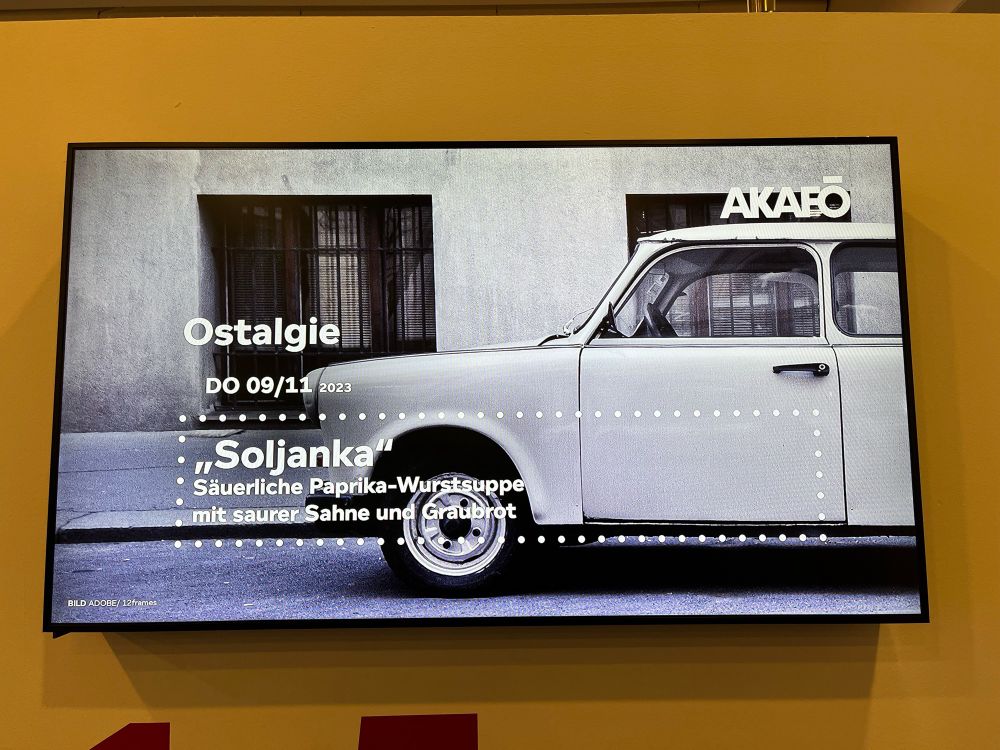 AKAFÖ
Ostalgie
DO 09/11 2023
„Soljanka“
Säuerliche Paprika-Wurstsuppe
mit saurer Sahne und Graubrot
BILD ADOBE/ 12frames